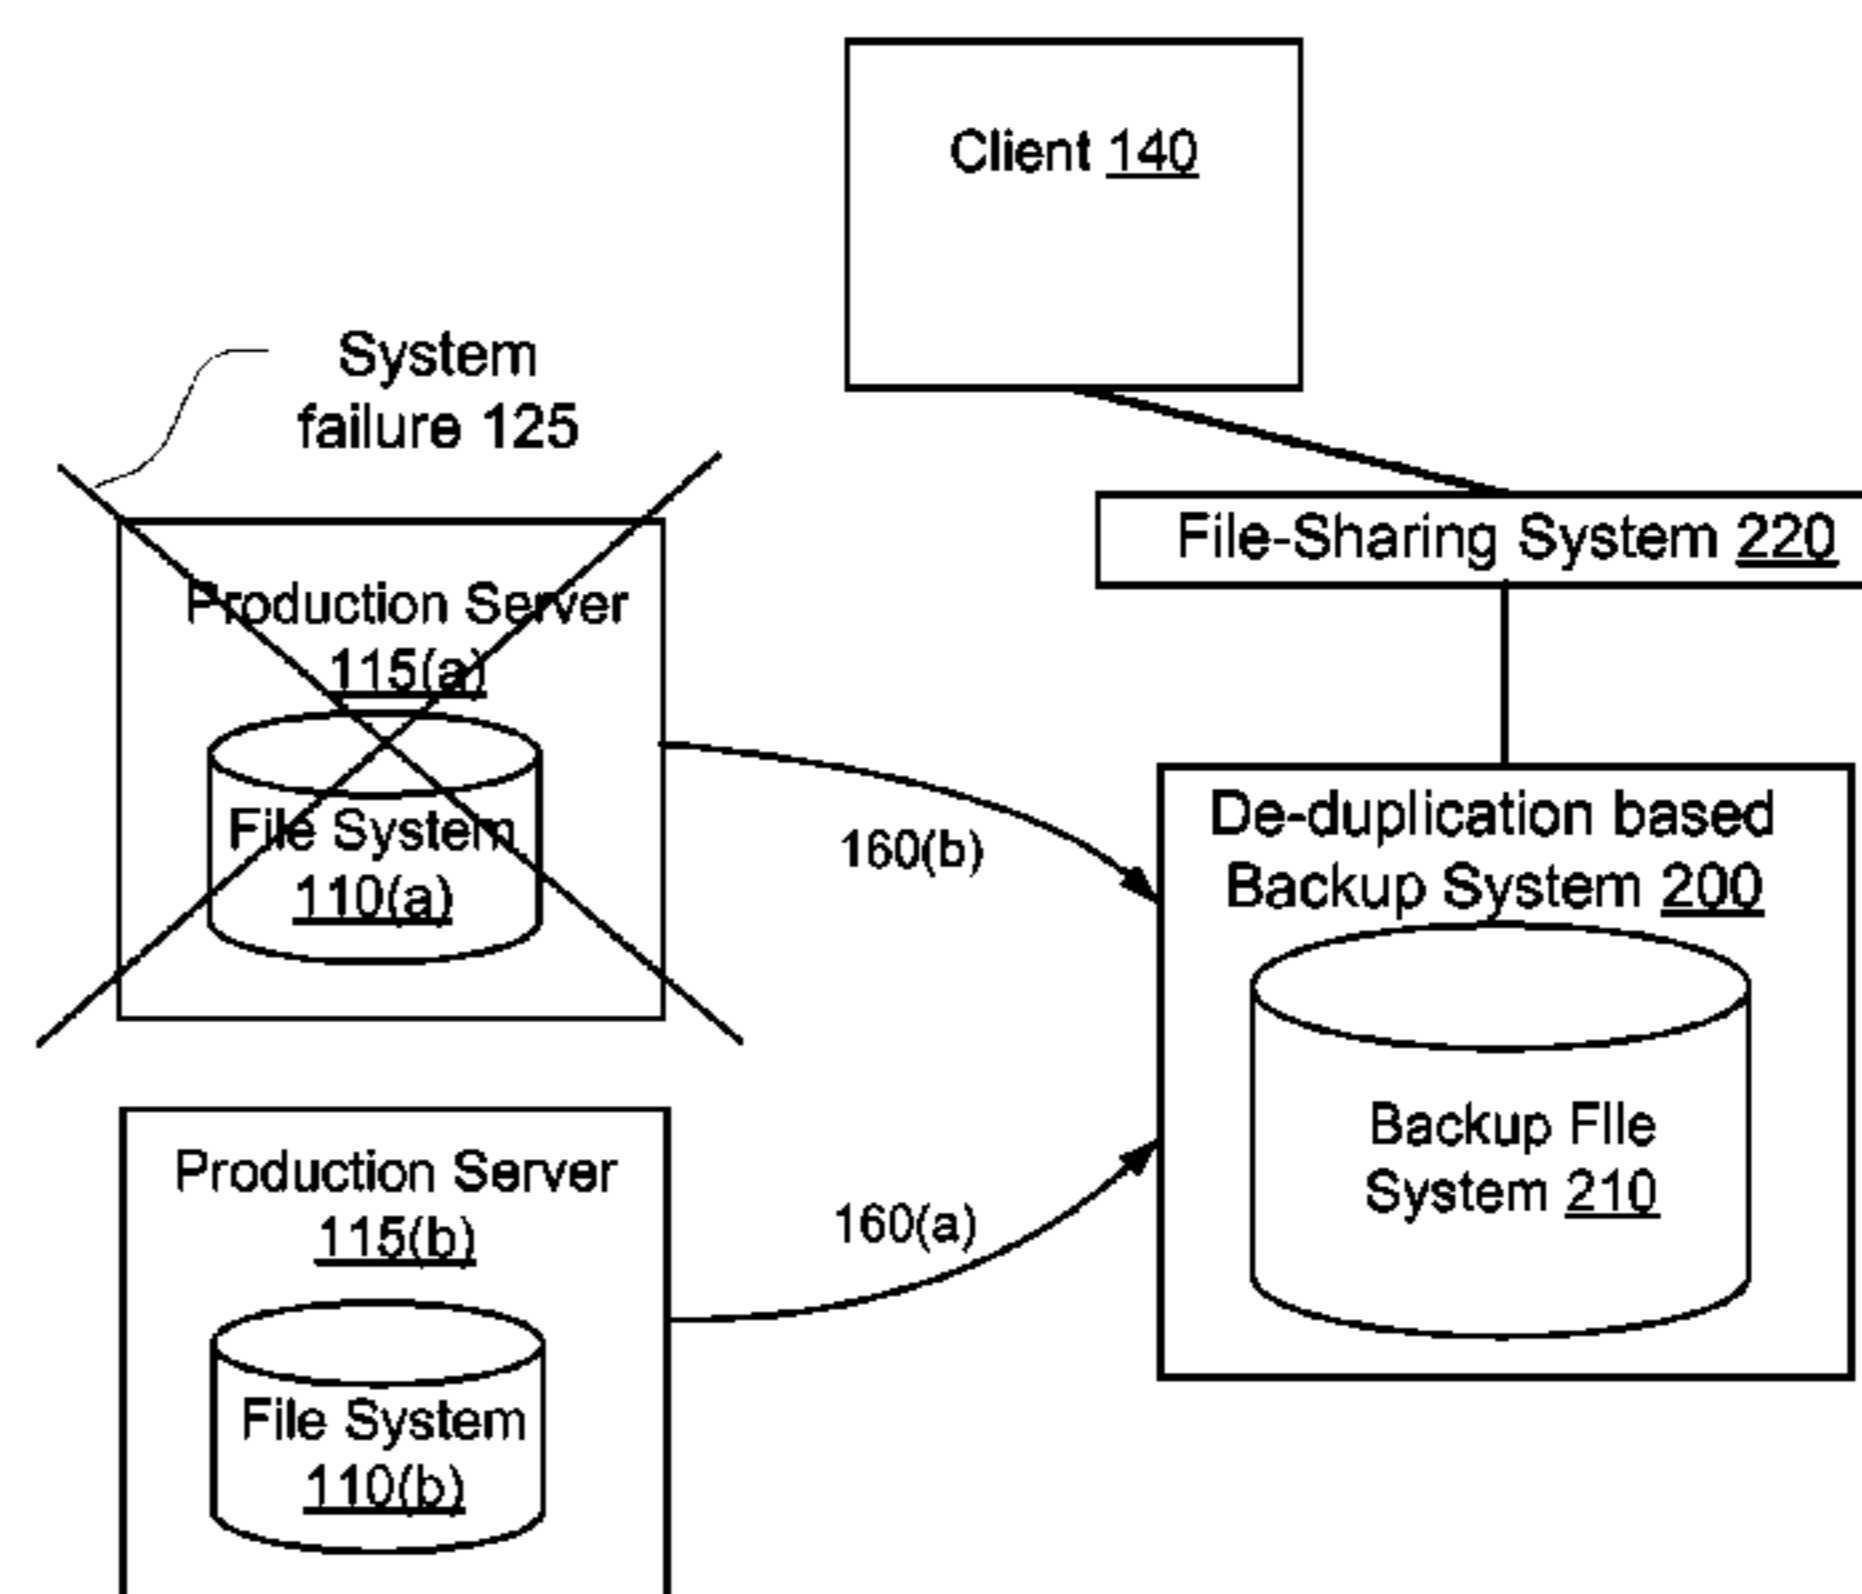 Client 140
System
failure 125
File-Sharing System 220
Production Server
115(a)
File System
110(a)
160(b)
De-duplication based
Backup System 200
Backup File
System 210
Production Server
115(b)
160(a)
File System
110(b)